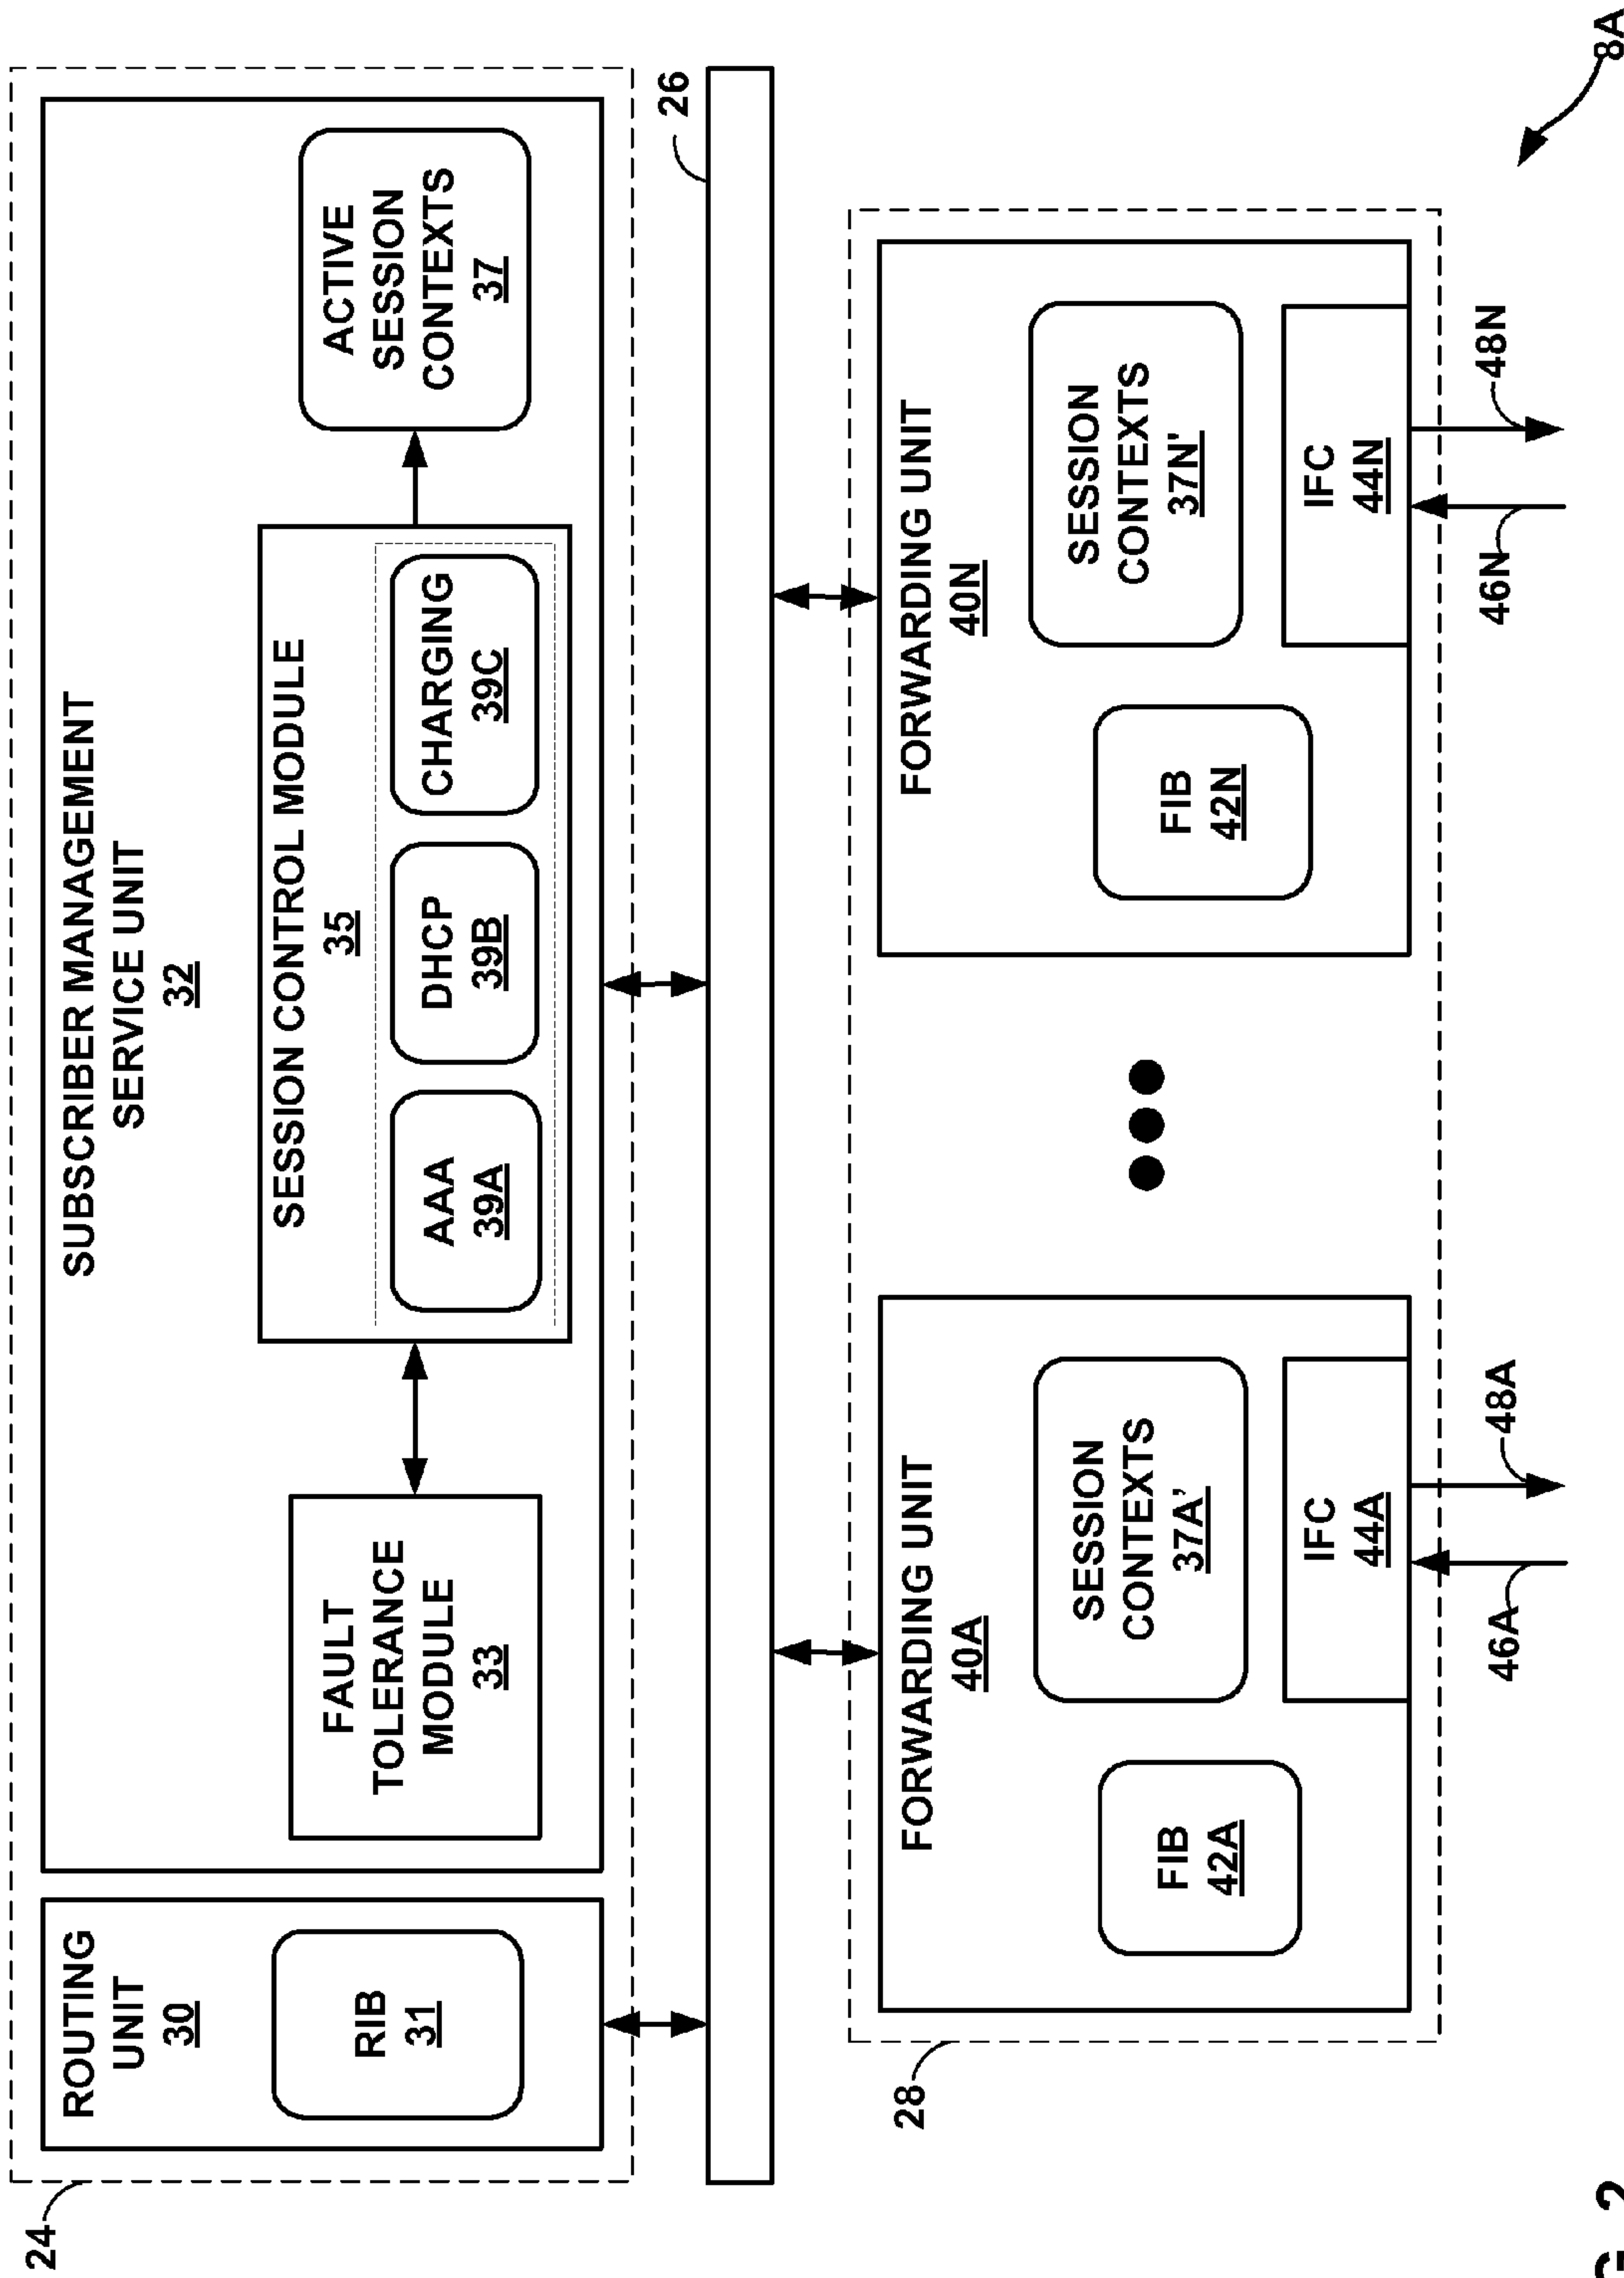 24
ROUTING
UNIT
30
RIB
31
SUBSCRIBER MANAGEMENT
SERVICE UNIT
32
FAULT
TOLERANCE
MODULE
33
SESSION CONTROL MODULE
35
AAA
39A
DHCP
39B
CHARGING
39C
ACTIVE
SESSION
CONTEXTS
37
26
28
FORWARDING UNIT
40A
FIB
42A
SESSION
CONTEXTS
37A’
IFC
44A
46A
48A
FORWARDING UNIT
40N
FIB
42N
SESSION
CONTEXTS
37N'
IFC
44N
46N
48N
8A
2